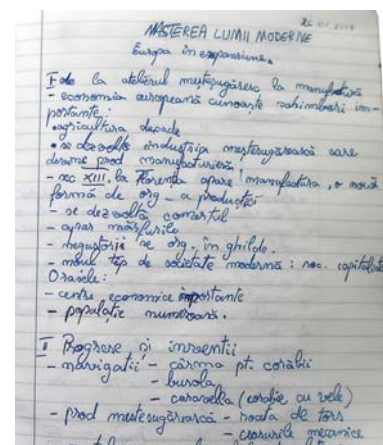 26.01.2017
NAȘTEREA LUMII MODERNE
Europa în expansiune.
I de la atelierul meșteșugăresc la manufactură
- economia europeană cunoaște schimbări im-
portante:
• agricultura decade
• se dezvoltă industria meșteșugărească care
devine prod manufacturieră.
- sec XIII, la Florența apare manufactura, o nouă
formă de org. a producției
- se dezvoltă comerțul
- apar mărfurile
- negustorii se org. în ghilde.
- noul tip de societate modernă: soc. capitalistă
Orașele:
- centre economice importante
- populație numeroasă.
II Progrese și invenții
- navigatii - cârma pt. corăbii
- busola
- caravella (corabie cu vele)
- prod meșteșugărească - roata de tors
- ceasurile mecanice